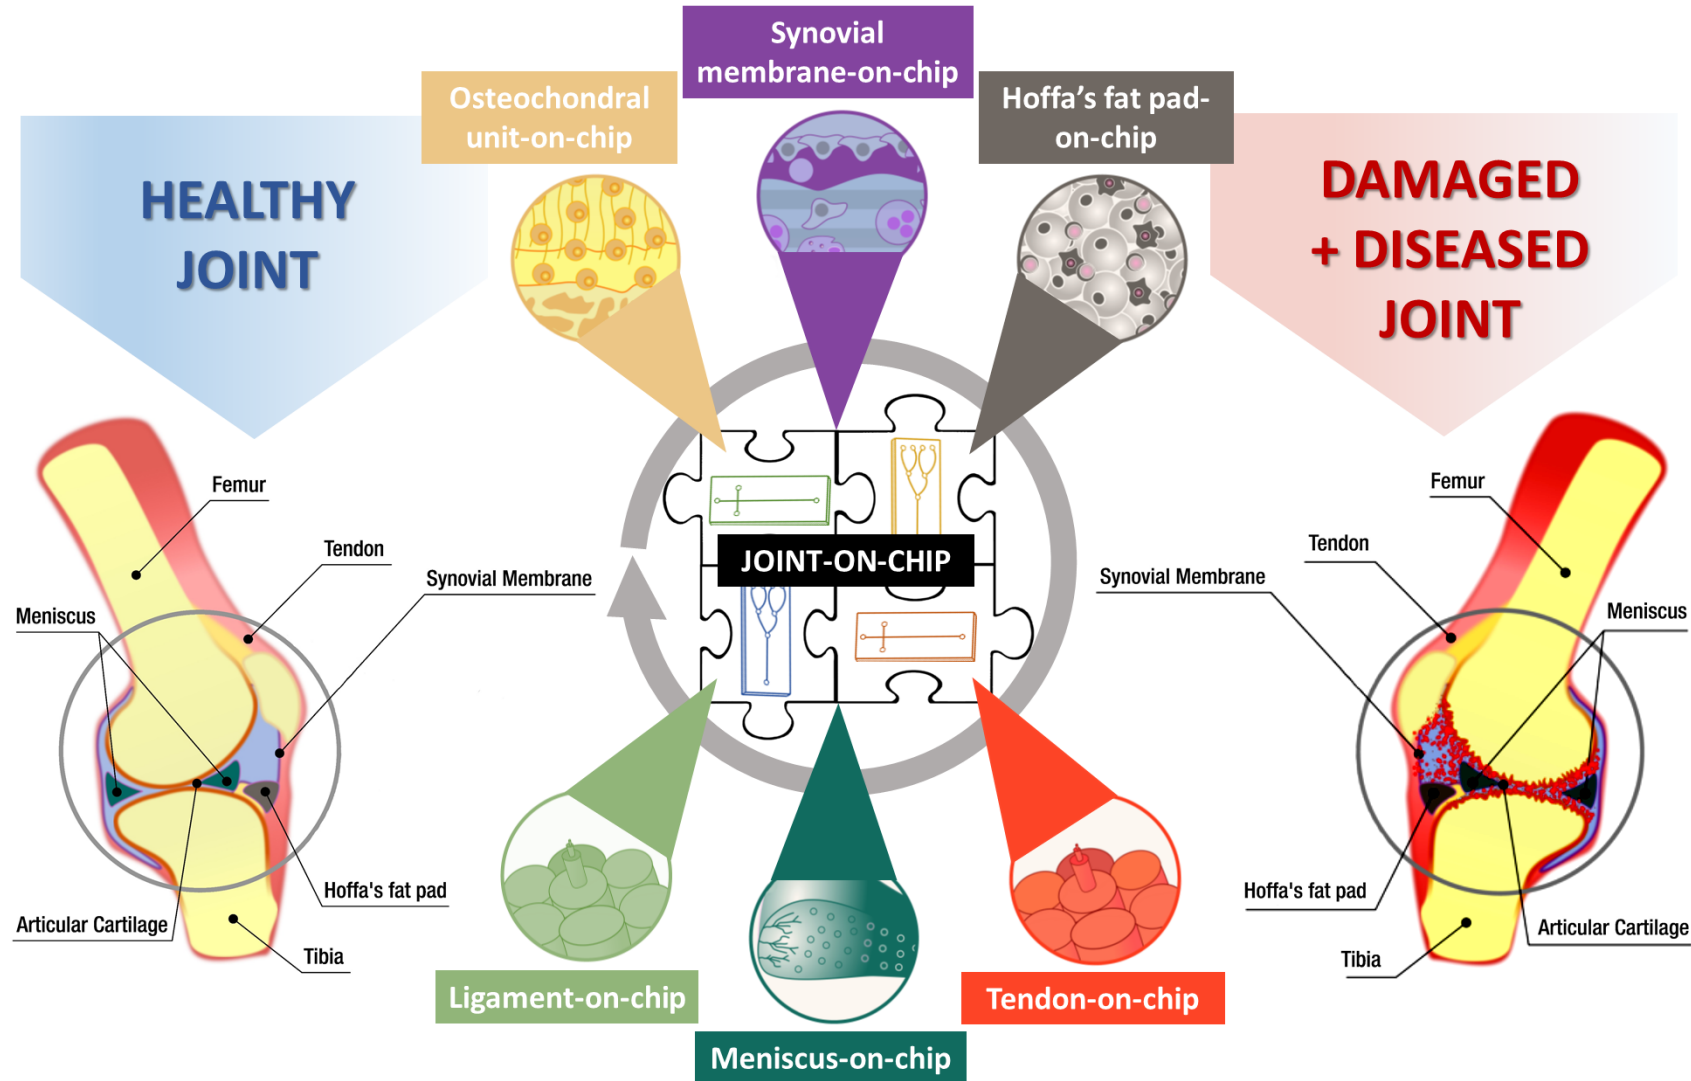 Synovial
membrane-on-chip
Osteochondral
unit-on-chip
Hoffa’s fat pad-
on-chip
HEALTHY
JOINT
DAMAGED
+ DISEASED
JOINT
Femur
Tendon
Synovial Membrane
Meniscus
Hoffa's fat pad
Articular Cartilage
Tibia
JOINT-ON-CHIP
Femur
Tendon
Synovial Membrane
Meniscus
Hoffa's fat pad
Articular Cartilage
Tibia
Ligament-on-chip
Meniscus-on-chip
Tendon-on-chip